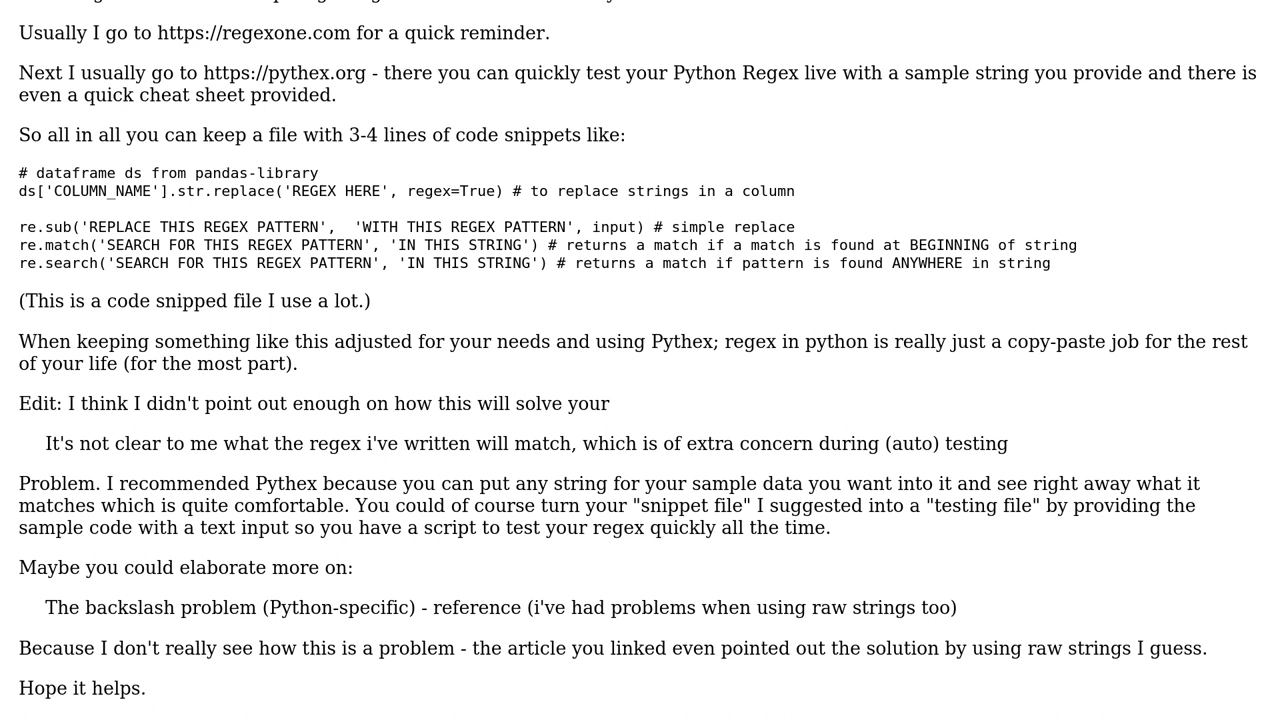 Usually I go to https://regexone.com for a quick reminder.
Next I usually go to https://pythex.org - there you can quickly test your Python Regex live with a sample string you provide and there is
even a quick cheat sheet provided.
So all in all you can keep a file with 3-4 lines of code snippets like:
# dataframe ds from pandas-library
ds['COLUMN_NAME'].str.replace('REGEX HERE', regex=True) # to replace strings in a column
re.sub('REPLACE THIS REGEX PATTERN',  'WITH THIS REGEX PATTERN', input) # simple replace
re.match('SEARCH FOR THIS REGEX PATTERN', 'IN THIS STRING') # returns a match if a match is found at BEGINNING of string
re.search('SEARCH FOR THIS REGEX PATTERN', 'IN THIS STRING') # returns a match if pattern is found ANYWHERE in string
(This is a code snipped file I use a lot.)
When keeping something like this adjusted for your needs and using Pythex; regex in python is really just a copy-paste job for the rest
of your life (for the most part).
Edit: I think I didn't point out enough on how this will solve your
It's not clear to me what the regex i've written will match, which is of extra concern during (auto) testing
Problem. I recommended Pythex because you can put any string for your sample data you want into it and see right away what it
matches which is quite comfortable. You could of course turn your "snippet file" I suggested into a "testing file" by providing the
sample code with a text input so you have a script to test your regex quickly all the time.
Maybe you could elaborate more on:
The backslash problem (Python-specific) - reference (i've had problems when using raw strings too)
Because I don't really see how this is a problem - the article you linked even pointed out the solution by using raw strings I guess.
Hope it helps.